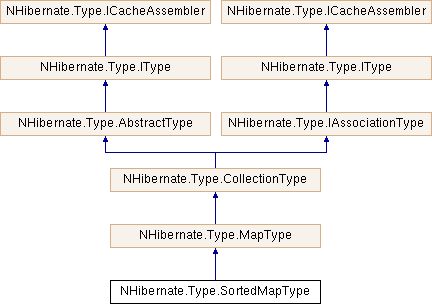 NHibernate.Type.ICacheAssembler
NHibernate.Type.ICacheAssembler
NHibernate.Type.IType
NHibernate.Type.IType
NHibernate.Type.AbstractType
NHibernate.Type.IAssociationType
NHibernate.Type.CollectionType
NHibernate.Type.MapType
NHibernate.Type.SortedMapType